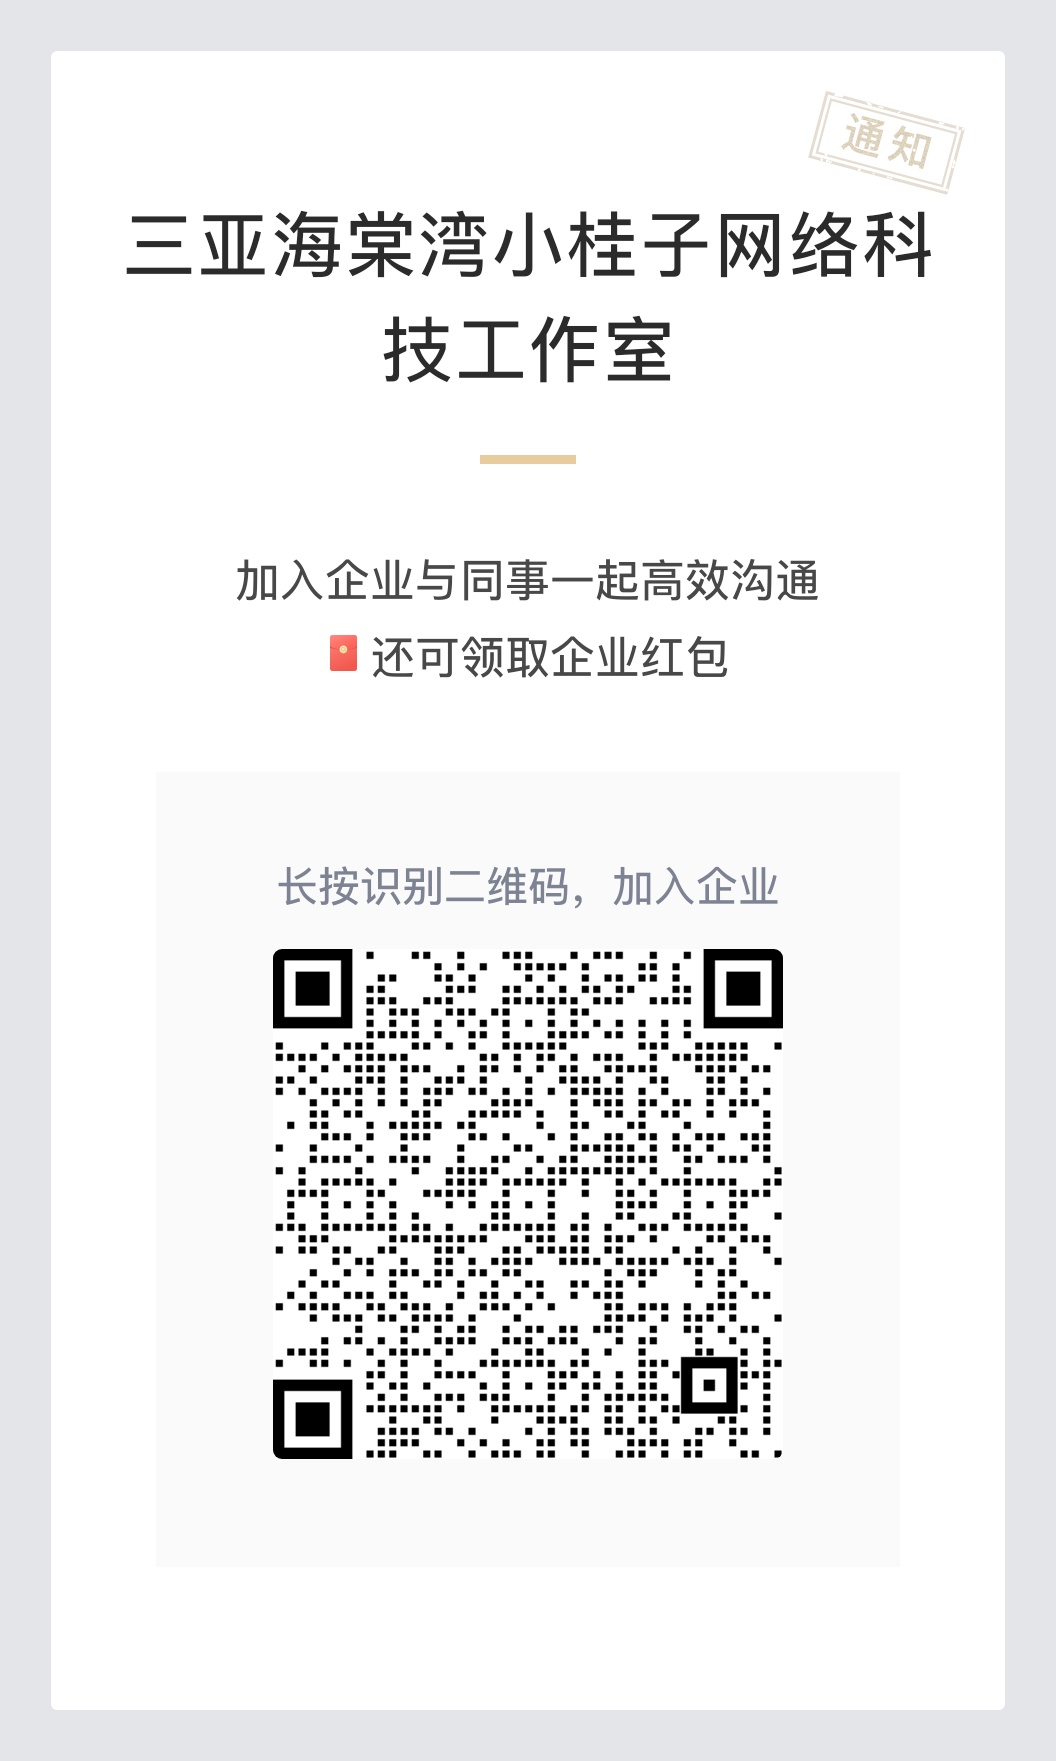 通知
三亚海棠湾小桂子网络科
技工作室
加入企业与同事一起高效沟通
还可领取企业红包
长按识别二维码，加入企业